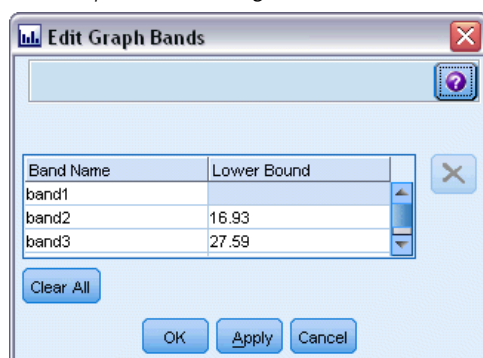 Edit Graph Bands
?
Band Name Lower Bound
band1
band2 16.93
band3 27.59
Clear All
OK Apply Cancel